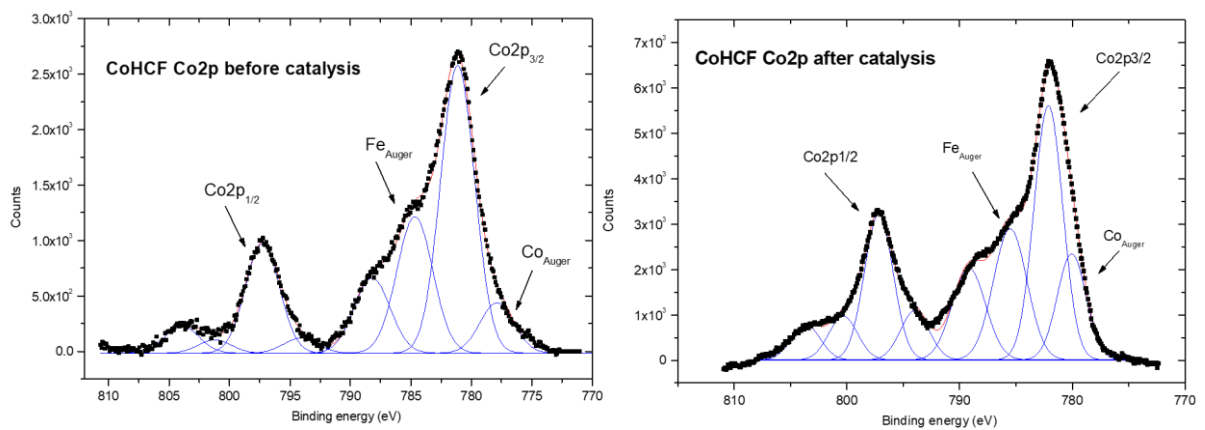 CoHCF Co2p before catalysis
Co2p3/2
FeAuger
Co2p1/2
CoAuger
Counts
3.0x10³
2.5x10³
2.0x10³
1.5x10³
1.0x10³
5.0x10²
0.0
810 805 800 795 790 785 780 775 770
Binding energy (eV)
CoHCF Co2p after catalysis
Co2p3/2
FeAuger
Co2p1/2
CoAuger
Counts
7x10³
6x10³
5x10³
4x10³
3x10³
2x10³
1x10³
0
810 800 790 780 770
Binding energy (eV)